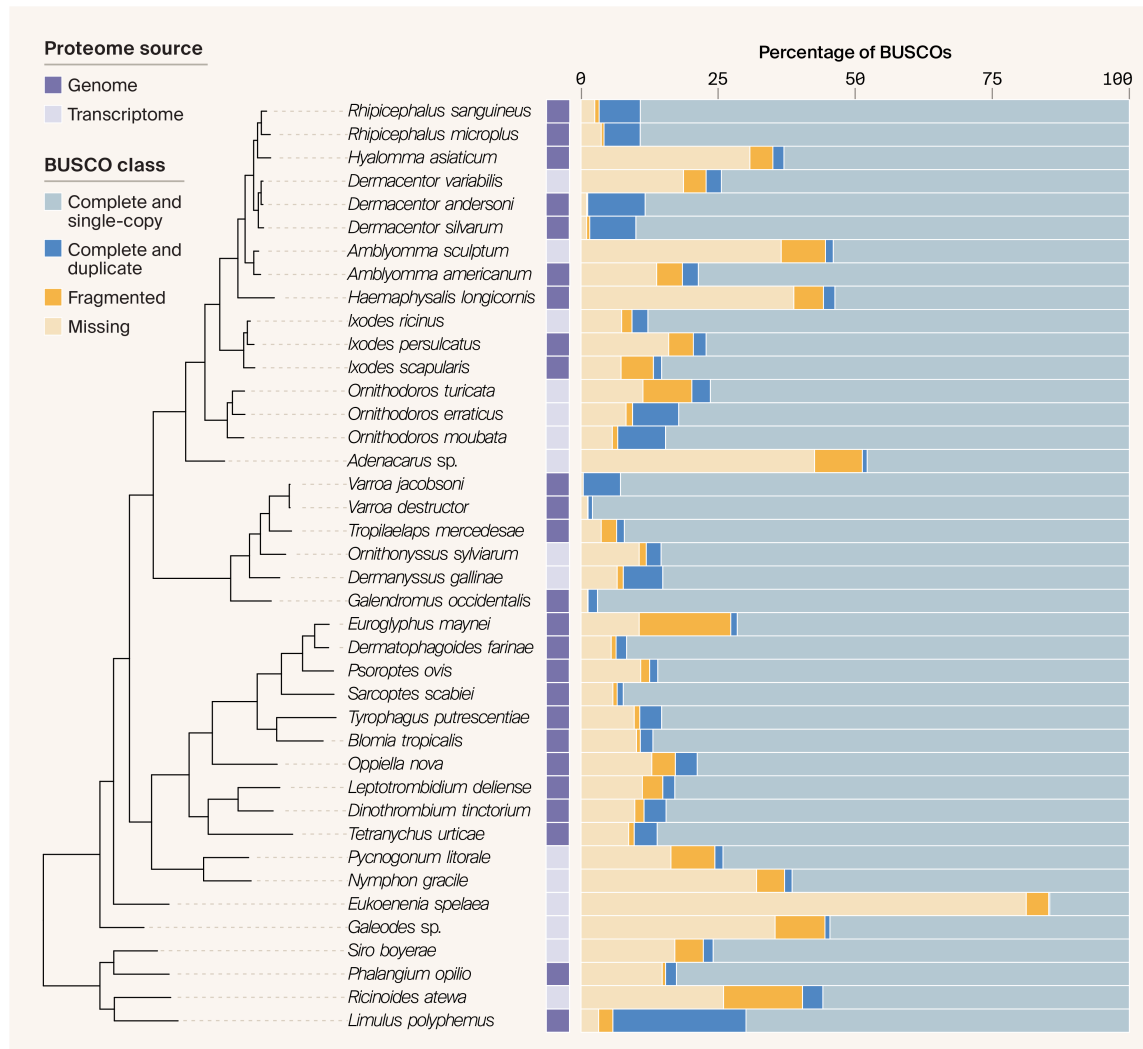 Proteome source
Genome
Transcriptome
BUSCO class
Complete and
single-copy
Complete and
duplicate
Fragmented
Missing
Percentage of BUSCOs
0 25 50 75 100
Rhipicephalus sanguineus
Rhipicephalus microplus
Hyalomma asiaticum
Dermacentor variabilis
Dermacentor andersoni
Dermacentor silvarum
Amblyomma sculptum
Amblyomma americanum
Haemaphysalis longicornis
Ixodes ricinus
Ixodes persulcatus
Ixodes scapularis
Ornithodoros turicata
Ornithodoros erraticus
Ornithodoros moubata
Adenacarus sp.
Varroa jacobsoni
Varroa destructor
Tropilaelaps mercedesae
Ornithonyssus sylviarum
Dermanyssus gallinae
Galendromus occidentalis
Euroglyphus maynei
Dermatophagoides farinae
Psoroptes ovis
Sarcoptes scabiei
Tyrophagus putrescentiae
Blomia tropicalis
Oppiella nova
Leptotrombidium deliense
Dinothrombium tinctorium
Tetranychus urticae
Pycnogonum litorale
Nymphon gracile
Eukoenenia spelaea
Galeodes sp.
Siro boyerae
Phalangium opilio
Ricinoides atewa
Limulus polyphemus